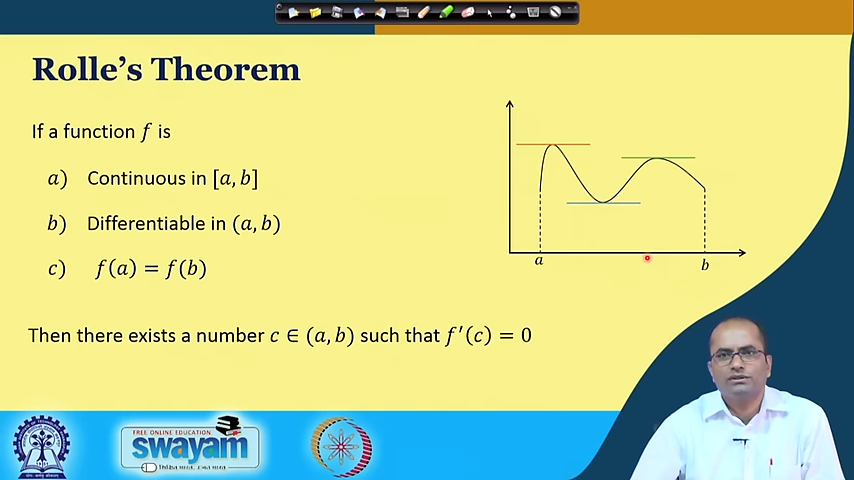 Rolle's Theorem
If a function f is
a) Continuous in [a, b]
b) Differentiable in (a, b)
c) f(a) = f(b)
Then there exists a number c ∈ (a, b) such that f′(c) = 0
a
b
FREE ONLINE EDUCATION
swayam